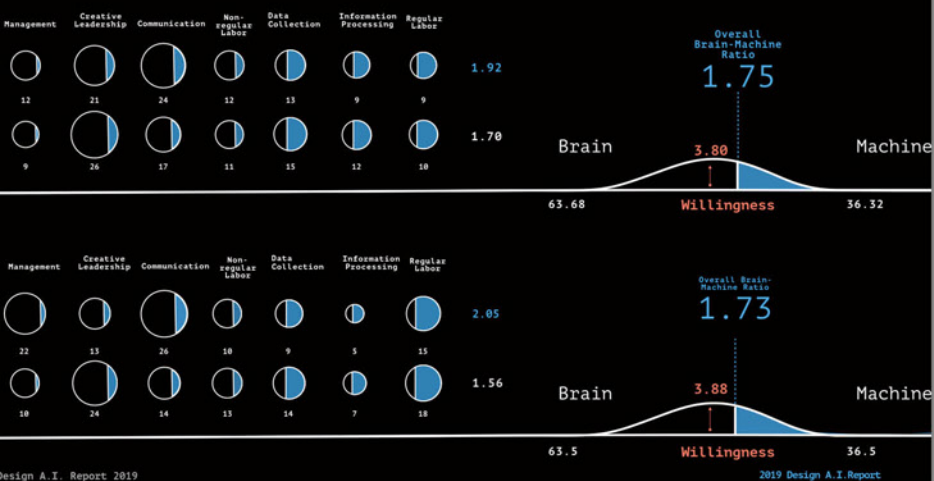 Management
Creative
Leadership
Communication
Non-
regular
Labor
Data
Collection
Information
Processing
Regular
Labor
12
21
24
12
13
9
9
1.92
9
26
17
11
15
12
10
1.70
Overall
Brain-Machine
Ratio
1.75
Brain
3.80
Machine
63.68
Willingness
36.32
Management
Creative
Leadership
Communication
Non-
regular
Labor
Data
Collection
Information
Processing
Regular
Labor
22
13
26
10
9
5
15
2.05
10
24
14
13
14
7
18
1.56
Overall Brain-
Machine Ratio
1.73
Brain
3.88
Machine
63.5
Willingness
36.5
Design A.I. Report 2019
2019 Design A.I.Report